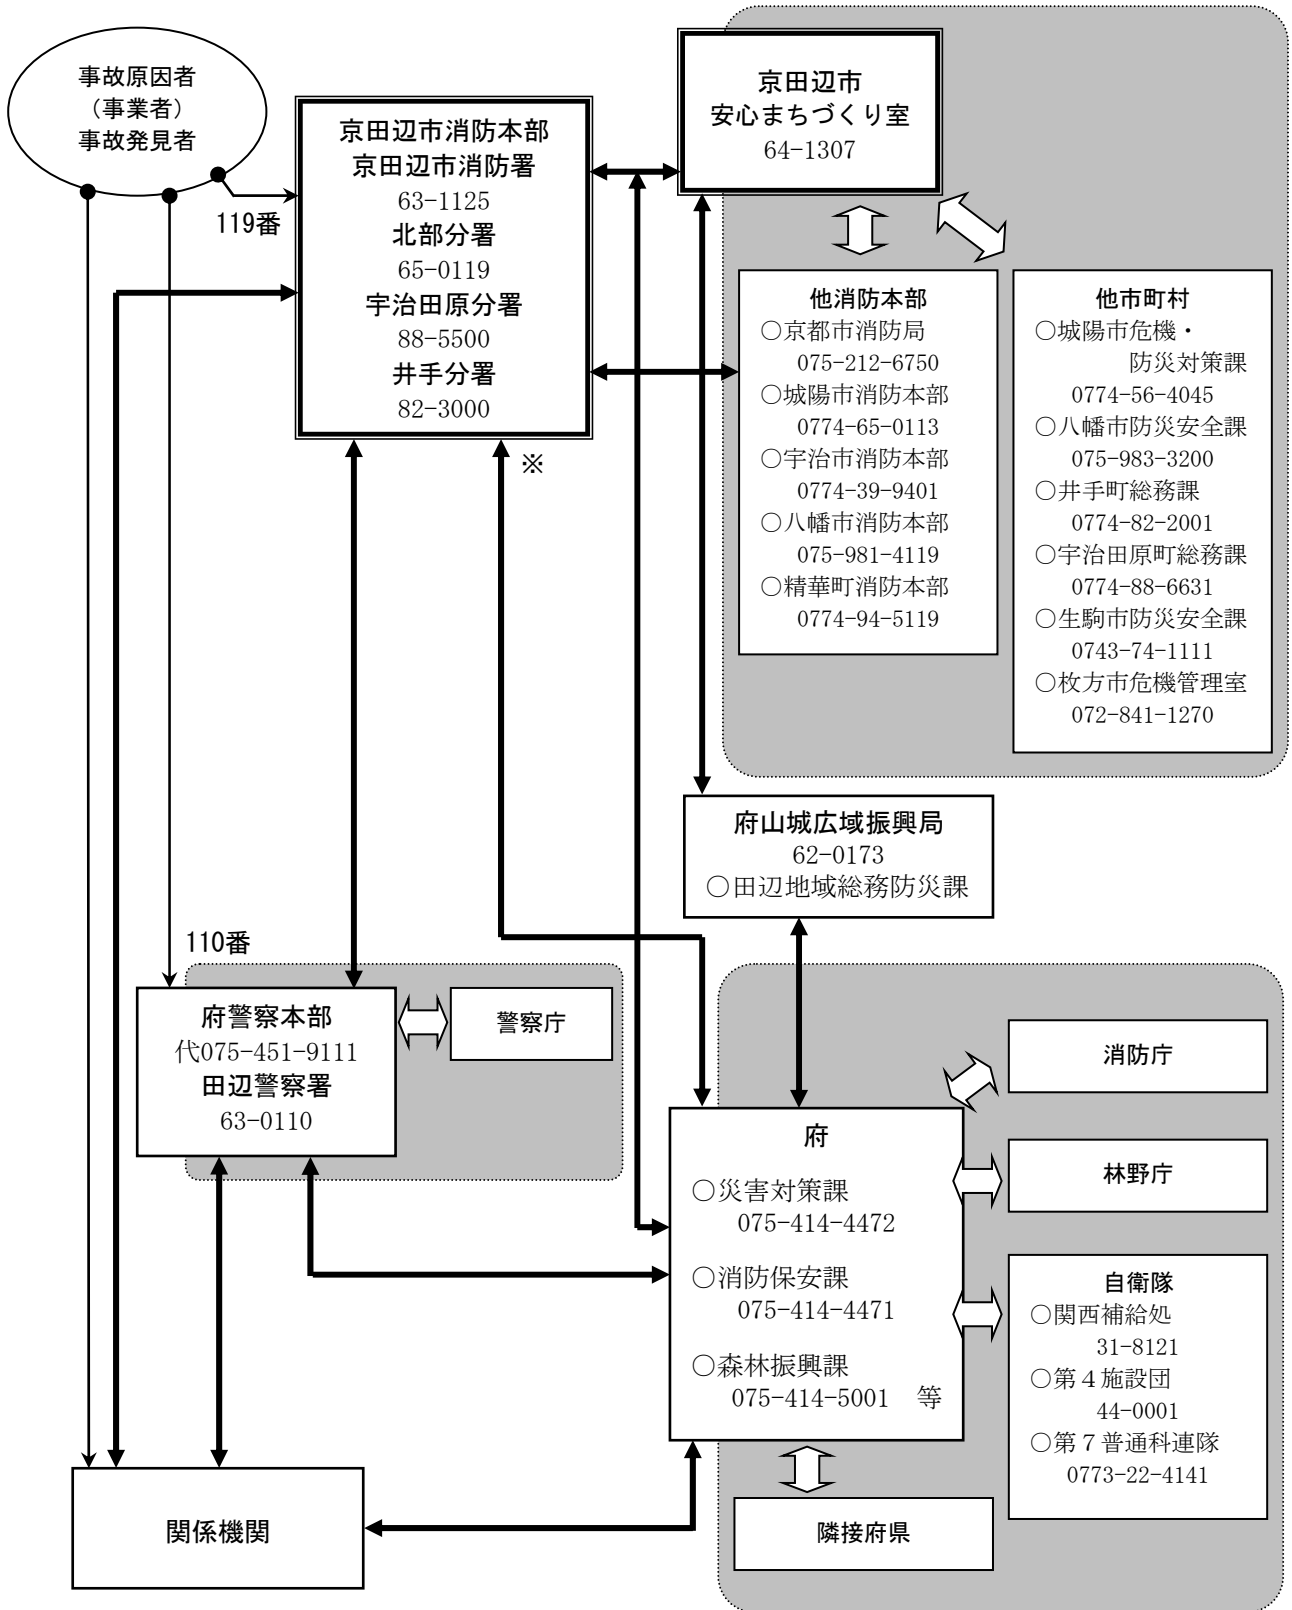 事故原因者
（事業者）
事故発見者
119番
京田辺市消防本部
京田辺市消防署
63-1125
北部分署
65-0119
宇治田原分署
88-5500
井手分署
82-3000
※
京田辺市
安心まちづくり室
64-1307
他消防本部
○京都市消防局
075-212-6750
○城陽市消防本部
0774-65-0113
○宇治市消防本部
0774-39-9401
○八幡市消防本部
075-981-4119
○精華町消防本部
0774-94-5119
他市町村
○城陽市危機・
防災対策課
0774-56-4045
○八幡市防災安全課
075-983-3200
○井手町総務課
0774-82-2001
○宇治田原町総務課
0774-88-6631
○生駒市防災安全課
0743-74-1111
○枚方市危機管理室
072-841-1270
府山城広域振興局
62-0173
○田辺地域総務防災課
110番
府警察本部
代075-451-9111
田辺警察署
63-0110
警察庁
府
○災害対策課
075-414-4472
○消防保安課
075-414-4471
○森林振興課
075-414-5001　等
消防庁
林野庁
自衛隊
○関西補給処
31-8121
○第４施設団
44-0001
○第７普通科連隊
0773-22-4141
隣接府県
関係機関